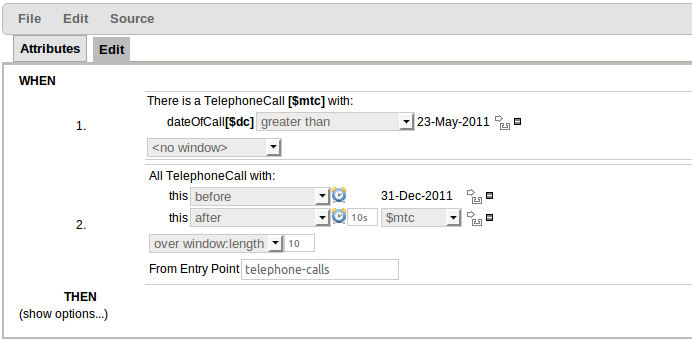 File Edit Source
Attributes Edit
WHEN
There is a TelephoneCall [$mtc] with:
1.
dateOfCall[$dc] greater than 23-May-2011
<no window>
All TelephoneCall with:
this before 31-Dec-2011
2.
this after 10s $mtc
over window:length 10
From Entry Point telephone-calls
THEN
(show options...)